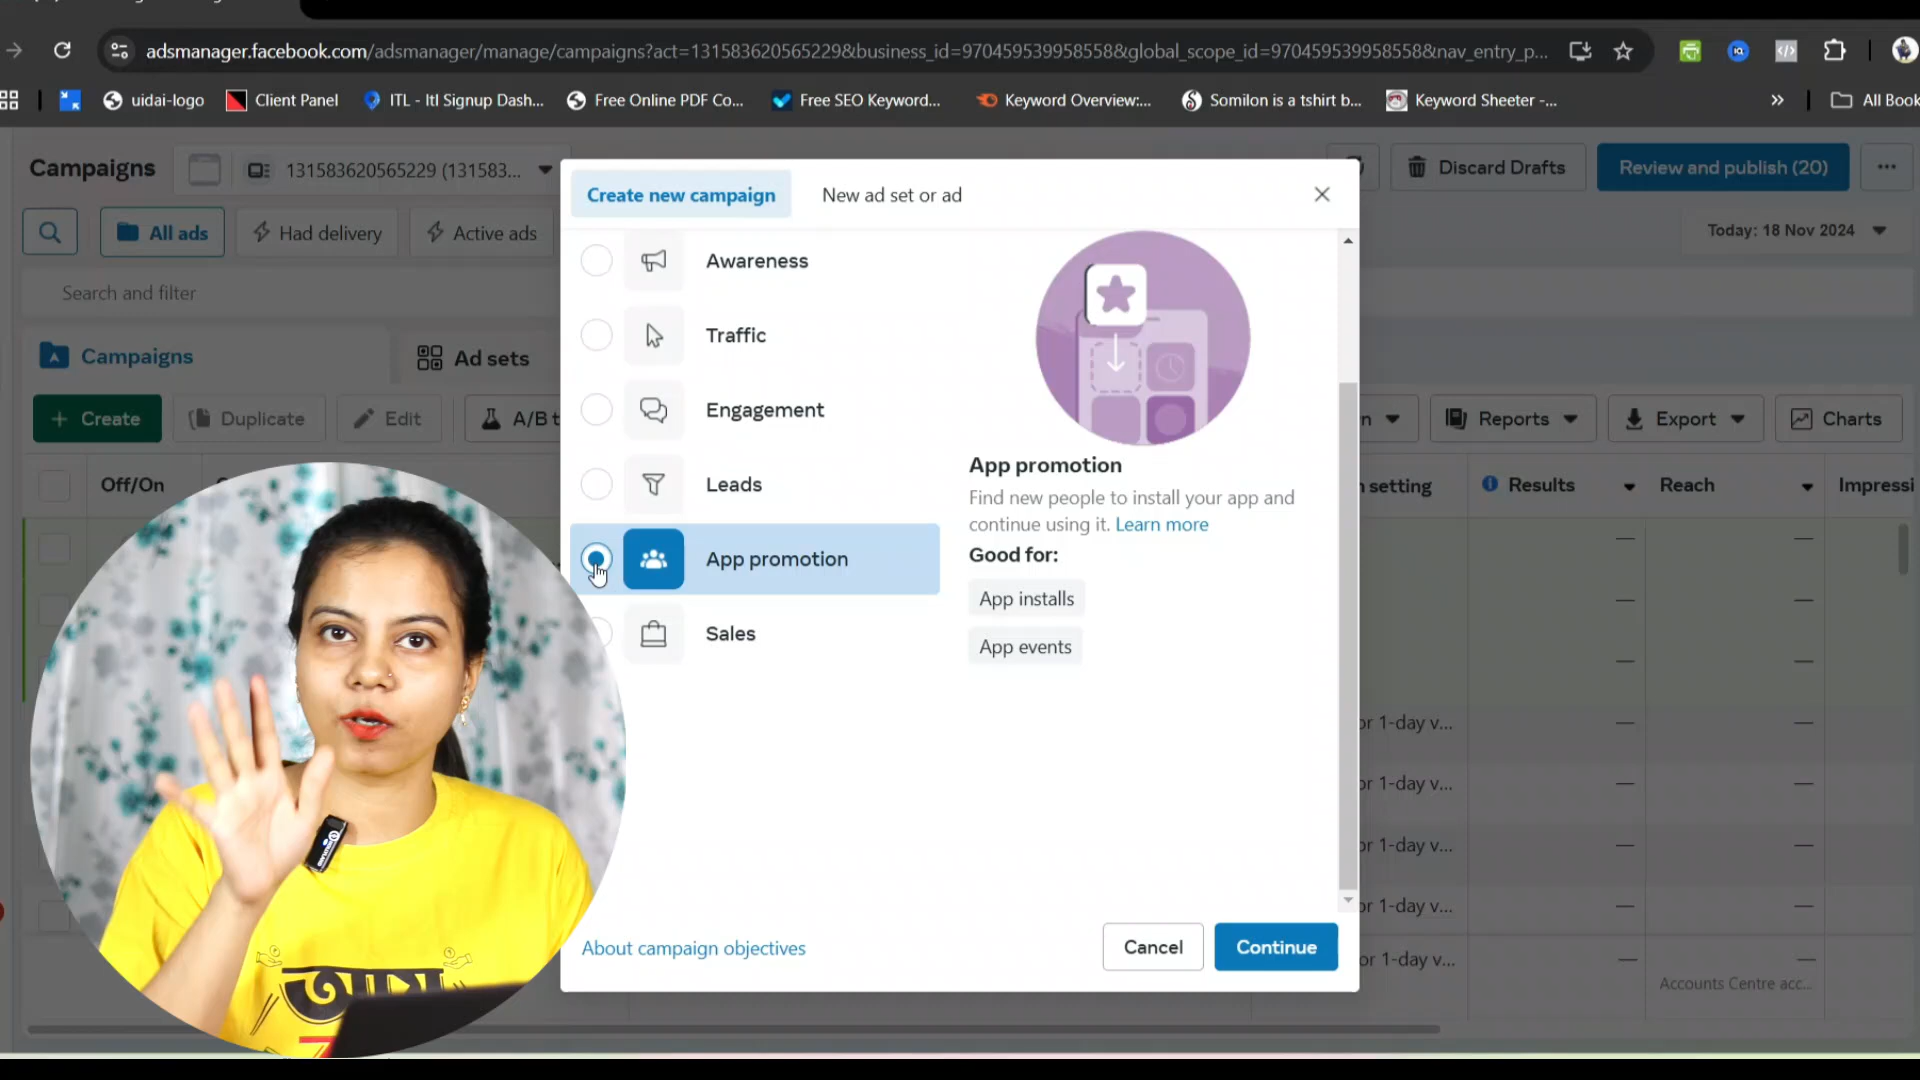 adsmanager.facebook.com/adsmanager/manage/campaigns?act=131583620565229&business_id=970459539958558&global_scope_id=970459539958558&nav_entry_p...
uidai-logo
Client Panel
ITL - Itl Signup Dash...
Free Online PDF Co...
Free SEO Keyword...
Keyword Overview:...
Somilon is a tshirt b...
Keyword Sheeter -...
All Book
Campaigns
131583620565229 (131583...
Discard Drafts
Review and publish (20)
Create new campaign
New ad set or ad
All ads
Had delivery
Active ads
Today: 18 Nov 2024
Search and filter
Campaigns
Ad sets
+ Create
Duplicate
Edit
A/B t
Reports
Export
Charts
Off/On
setting
Results
Reach
Impressi
Awareness
Traffic
Engagement
Leads
App promotion
Sales
App promotion
Find new people to install your app and
continue using it. Learn more
Good for:
App installs
App events
or 1-day v...
or 1-day v...
or 1-day v...
or 1-day v...
or 1-day v...
Accounts Centre acc...
About campaign objectives
Cancel
Continue